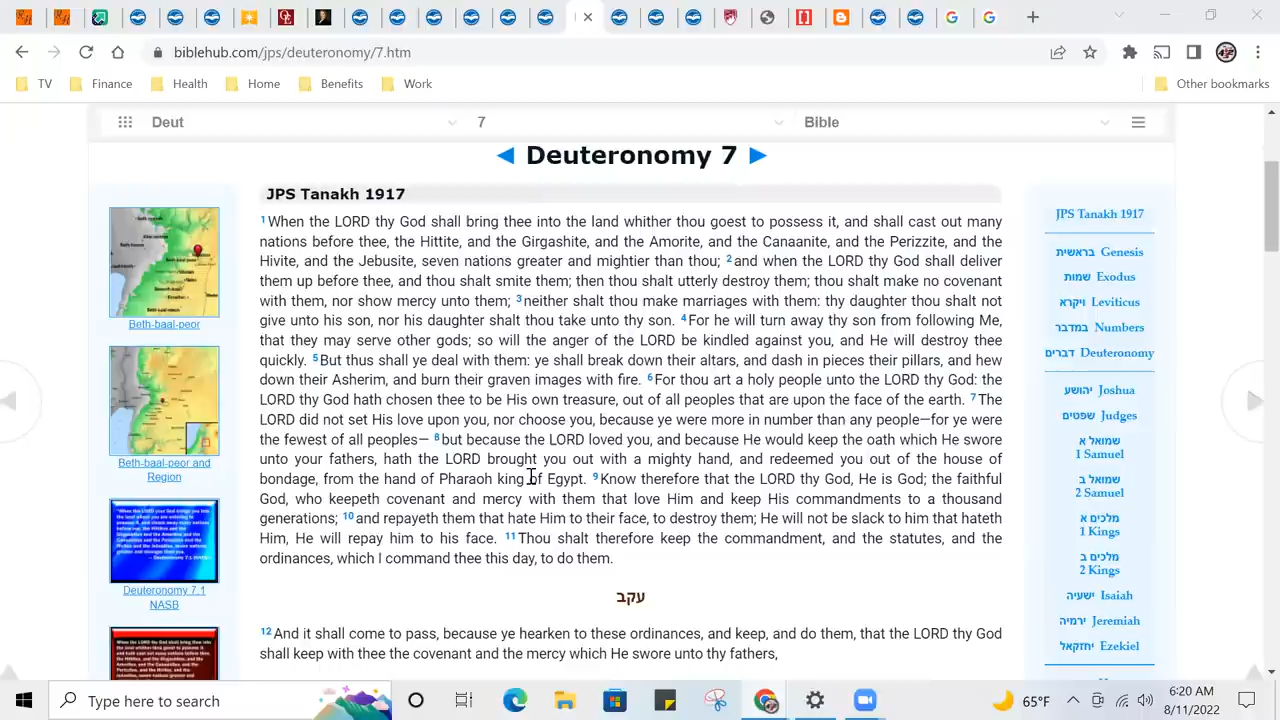 biblehub.com/jps/deuteronomy/7.htm
TV
Finance
Health
Home
Benefits
Work
Other bookmarks
Deut
7
Bible
Deuteronomy 7
JPS Tanakh 1917
1 When the LORD thy God shall bring thee into the land whither thou goest to possess it, and shall cast out many
nations before thee, the Hittite, and the Girgashite, and the Amorite, and the Canaanite, and the Perizzite, and the
Hivite, and the Jebusite, seven nations greater and mightier than thou; 2 and when the LORD thy God shall deliver
them up before thee, and thou shalt smite them; then thou shalt utterly destroy them; thou shalt make no covenant
with them, nor show mercy unto them; 3 neither shalt thou make marriages with them: thy daughter thou shalt not
give unto his son, nor his daughter shalt thou take unto thy son. 4 For he will turn away thy son from following Me,
that they may serve other gods; so will the anger of the LORD be kindled against you, and He will destroy thee
quickly. 5 But thus shall ye deal with them: ye shall break down their altars, and dash in pieces their pillars, and hew
down their Asherim, and burn their graven images with fire. 6 For thou art a holy people unto the LORD thy God: the
LORD thy God hath chosen thee to be His own treasure, out of all peoples that are upon the face of the earth. 7 The
LORD did not set His love upon you, nor choose you, because ye were more in number than any people—for ye were
the fewest of all peoples— 8 but because the LORD loved you, and because He would keep the oath which He swore
unto your fathers, hath the LORD brought you out with a mighty hand, and redeemed you out of the house of
bondage, from the hand of Pharaoh king of Egypt. 9 Know therefore that the LORD thy God, He is God; the faithful
God, who keepeth covenant and mercy with them that love Him and keep His commandments to a thousand
generations; 10 and repayeth them that hate Him to their face, to destroy them; He will not be slack to him that hateth
Him, He will repay him to his face. 11 Thou shalt therefore keep the commandment, and the statutes, and the
ordinances, which I command thee this day, to do them.
עקב
12 And it shall come to pass, because ye hearken to these ordinances, and keep, and do them, that the LORD thy God
shall keep with thee the covenant and the mercy which He swore unto thy fathers,
Beth-baal-peor
Beth-baal-peor and
Region
Deuteronomy 7.1
NASB
JPS Tanakh 1917
בראשית Genesis
שמות Exodus
ויקרא Leviticus
במדבר Numbers
דברים Deuteronomy
יהושע Joshua
שפטים Judges
שמואל א
1 Samuel
שמואל ב
2 Samuel
מלכים א
1 Kings
מלכים ב
2 Kings
ישעיה Isaiah
ירמיה Jeremiah
יחזקאל Ezekiel
Type here to search
65°F
6:20 AM
8/11/2022